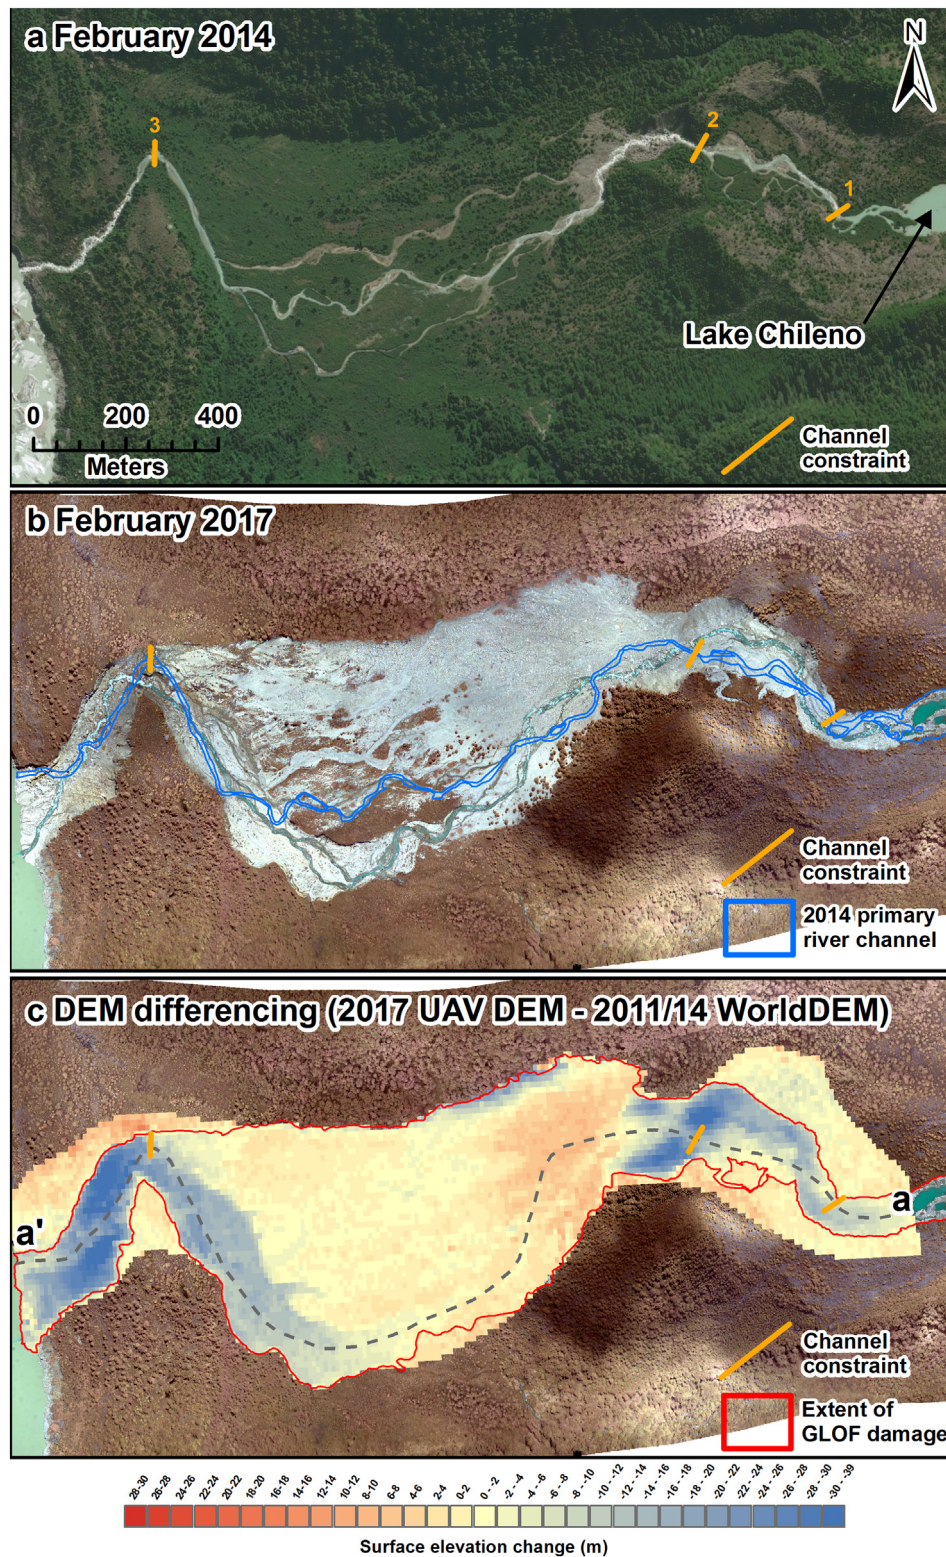 a February 2014
N
3
2
1
Lake Chileno
0 200 400
Meters
Channel
constraint
b February 2017
Channel
constraint
2014 primary
river channel
c DEM differencing (2017 UAV DEM - 2011/14 WorldDEM)
a'
a
Channel
constraint
Extent of
GLOF damage
28-30 26-28 24-26 22-24 20-22 18-20 16-18 14-16 12-14 10-12 8-10 6-8 4-6 2-4 0-2 0 - -2 -2 - -4 -4 - -6 -6 - -8 -8 - -10 -10 - -12 -12 - -14 -14 - -16 -16 - -18 -18 - -20 -20 - -22 -22 - -24 -24 - -26 -26 - -28 -28 - -30 -30 - -39
Surface elevation change (m)